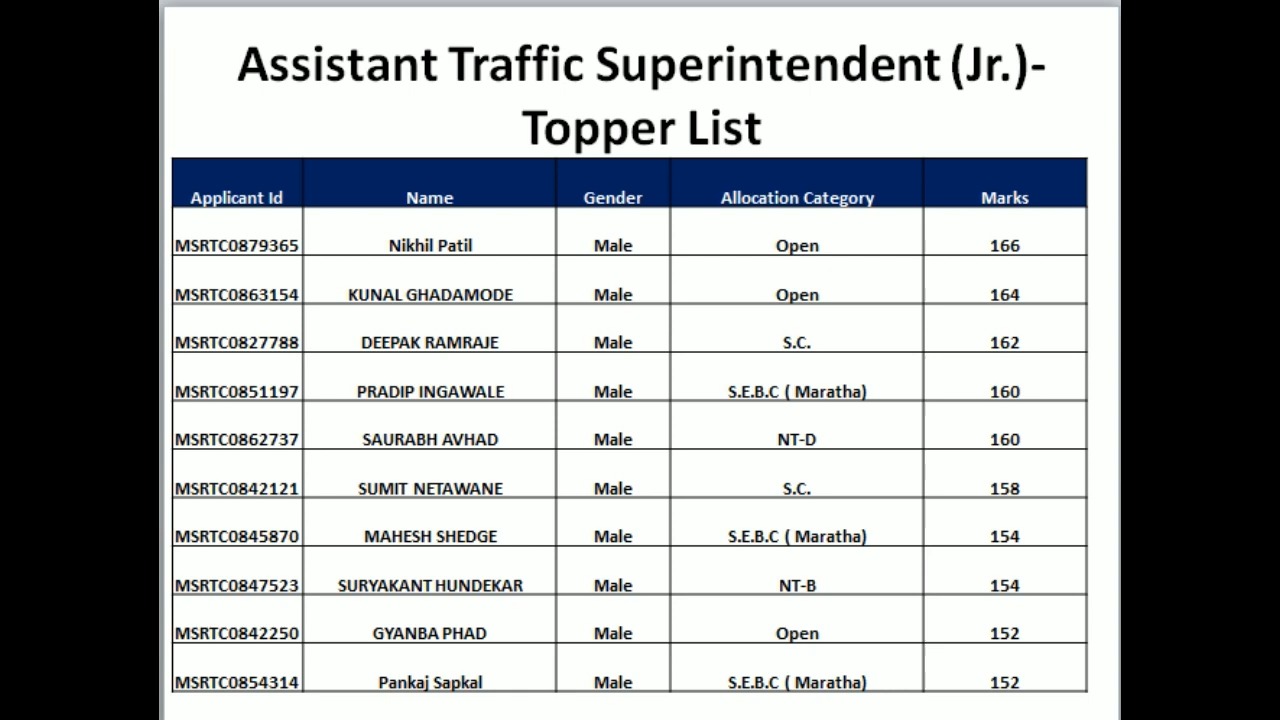 Assistant Traffic Superintendent (Jr.)-
Topper List
Applicant Id Name Gender Allocation Category Marks
MSRTC0879365 Nikhil Patil Male Open 166
MSRTC0863154 KUNAL GHADAMODE Male Open 164
MSRTC0827788 DEEPAK RAMRAJE Male S.C. 162
MSRTC0851197 PRADIP INGAWALE Male S.E.B.C ( Maratha) 160
MSRTC0862737 SAURABH AVHAD Male NT-D 160
MSRTC0842121 SUMIT NETAWANE Male S.C. 158
MSRTC0845870 MAHESH SHEDGE Male S.E.B.C ( Maratha) 154
MSRTC0847523 SURYAKANT HUNDEKAR Male NT-B 154
MSRTC0842250 GYANBA PHAD Male Open 152
MSRTC0854314 Pankaj Sapkal Male S.E.B.C ( Maratha) 152